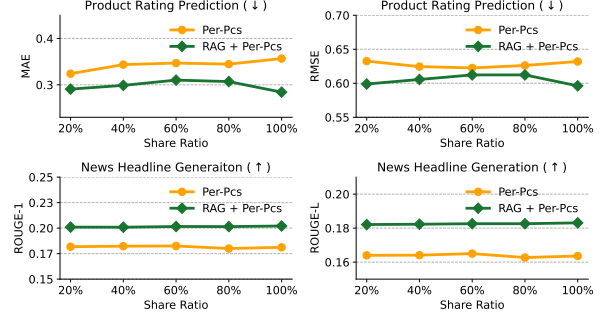 Product Rating Prediction (↓)
0.4
0.3
MAE
Per-Pcs
RAG + Per-Pcs
20% 40% 60% 80% 100%
Share Ratio
Product Rating Prediction (↓)
0.70
0.65
0.60
0.55
RMSE
Per-Pcs
RAG + Per-Pcs
20% 40% 60% 80% 100%
Share Ratio
News Headline Generaiton (↑)
0.25
0.23
0.20
0.17
0.15
ROUGE-1
Per-Pcs
RAG + Per-Pcs
20% 40% 60% 80% 100%
Share Ratio
News Headline Generation (↑)
0.20
0.18
0.16
ROUGE-L
Per-Pcs
RAG + Per-Pcs
20% 40% 60% 80% 100%
Share Ratio